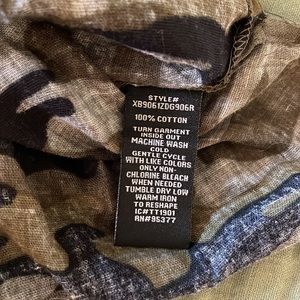 STYLE#
XB9061ZDG906R
100% COTTON
TURN GARMENT
INSIDE OUT
MACHINE WASH
COLD
GENTLE CYCLE
WITH LIKE COLORS
ONLY NON-
CHLORINE BLEACH
WHEN NEEDED
TUMBLE DRY LOW
WARM IRON
TO RESHAPE
IC#TT1901
RN#95377